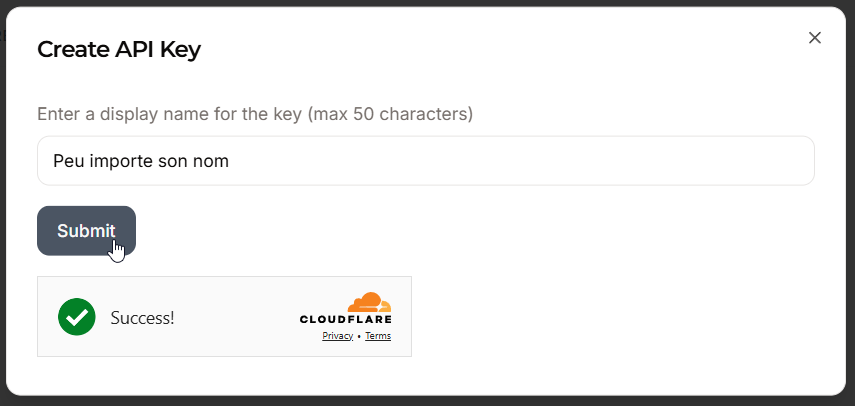 Create API Key
Enter a display name for the key (max 50 characters)
Peu importe son nom
Submit
Success!
CLOUDFLARE
Privacy • Terms